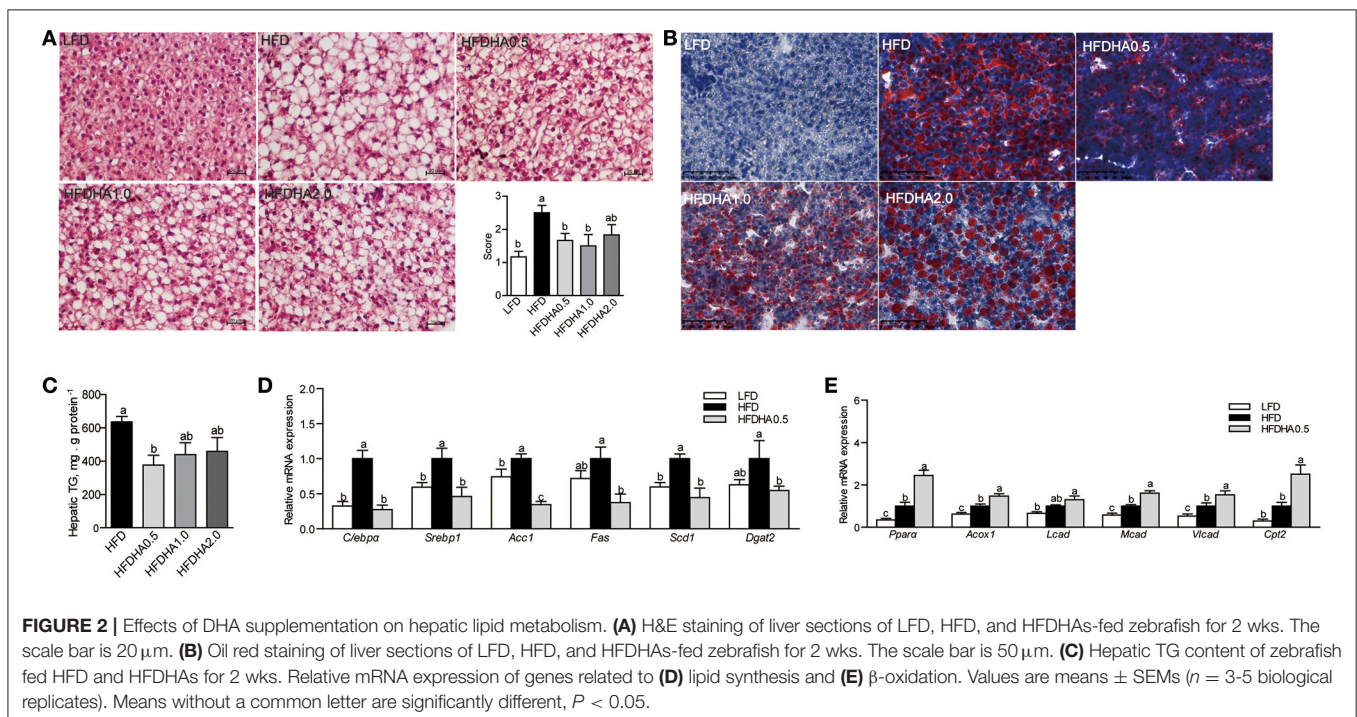 A
LFD
HFD
HFDHA0.5
HFDHA1.0
HFDHA2.0
Score
3
2
1
0
b
a
b
b
ab
LFD
HFD
HFDHA0.5
HFDHA1.0
HFDHA2.0
B
LFD
HFD
HFDHA0.5
HFDHA1.0
HFDHA2.0
C
Hepatic TG, mg · g protein⁻¹
800
600
400
200
0
a
b
ab
ab
HFD
HFDHA0.5
HFDHA1.0
HFDHA2.0
D
Relative mRNA expression
2.0
1.5
1.0
0.5
0.0
LFD
HFD
HFDHA0.5
b a b
b a b
b a c
ab a b
b a b
ab a b
C/ebpα Srebp1 Acc1 Fas Scd1 Dgat2
E
Relative mRNA expression
6
4
2
0
LFD
HFD
HFDHA0.5
c b a
c b a
b ab a
c b a
c b a
b b a
Pparα Acox1 Lcad Mcad Vlcad Cpt2
FIGURE 2 | Effects of DHA supplementation on hepatic lipid metabolism. (A) H&E staining of liver sections of LFD, HFD, and HFDHAs-fed zebrafish for 2 wks. The
scale bar is 20 μm. (B) Oil red staining of liver sections of LFD, HFD, and HFDHAs-fed zebrafish for 2 wks. The scale bar is 50 μm. (C) Hepatic TG content of zebrafish
fed HFD and HFDHAs for 2 wks. Relative mRNA expression of genes related to (D) lipid synthesis and (E) β-oxidation. Values are means ± SEMs (n = 3-5 biological
replicates). Means without a common letter are significantly different, P < 0.05.